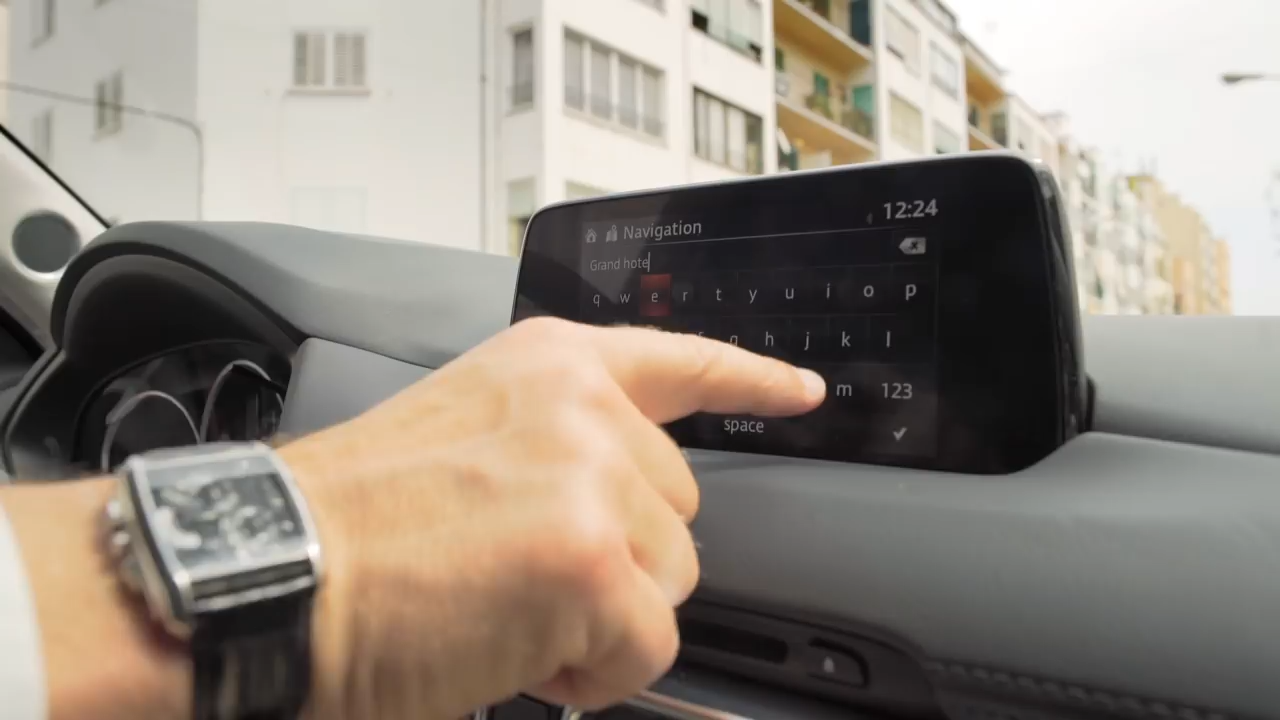 Navigation
12:24
Grand hote
q w e r t y u i o p
g h j k l
m 123
space